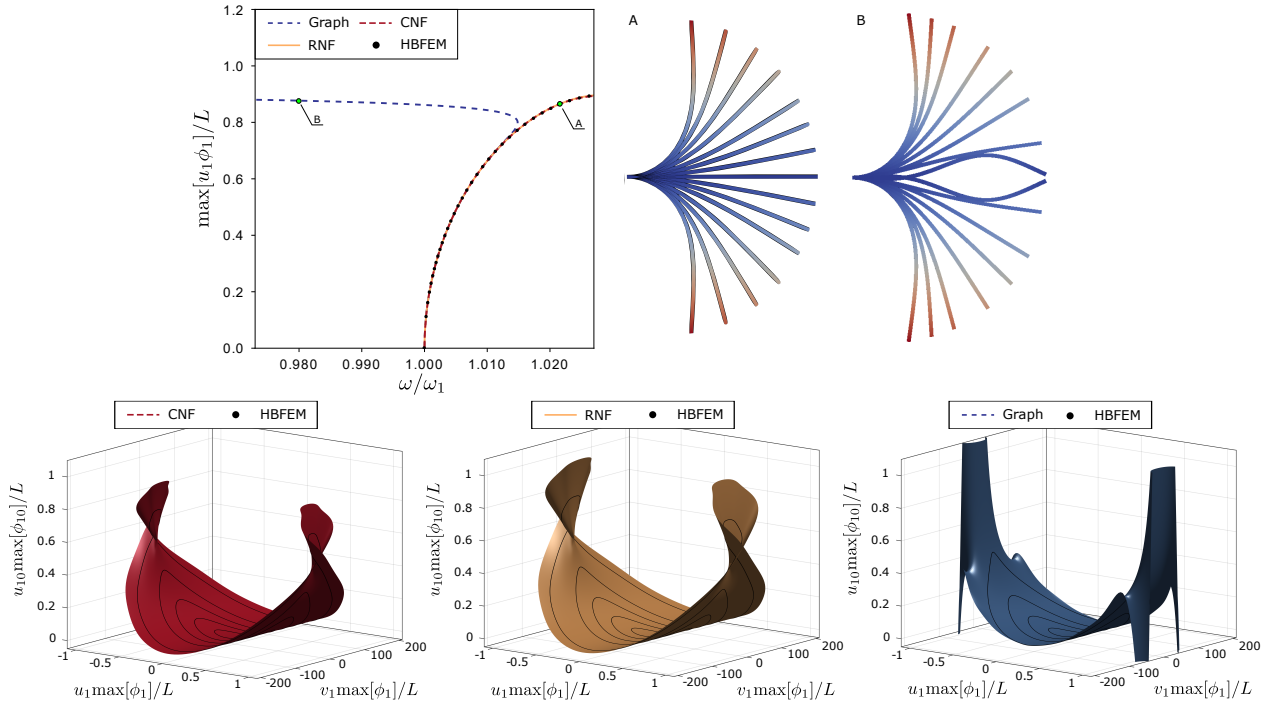 1.2
1.0
0.8
0.6
0.4
0.2
0.0
max[u₁ϕ₁]/L
Graph CNF
RNF HBFEM
B
A
0.980 0.990 1.000 1.010 1.020
ω/ω₁
A
B
CNF HBFEM
u₁₀max[ϕ₁₀]/L
1
0.8
0.6
0.4
0.2
0
-1 -0.5 0 0.5 1
u₁max[ϕ₁]/L
-200 -100 0 100 200
v₁max[ϕ₁]/L
RNF HBFEM
u₁₀max[ϕ₁₀]/L
1
0.8
0.6
0.4
0.2
0
-1 -0.5 0 0.5 1
u₁max[ϕ₁]/L
-200 -100 0 100 200
v₁max[ϕ₁]/L
Graph HBFEM
u₁₀max[ϕ₁₀]/L
1
0.8
0.6
0.4
0.2
0
-1 -0.5 0 0.5 1
u₁max[ϕ₁]/L
-200 -100 0 100 200
v₁max[ϕ₁]/L